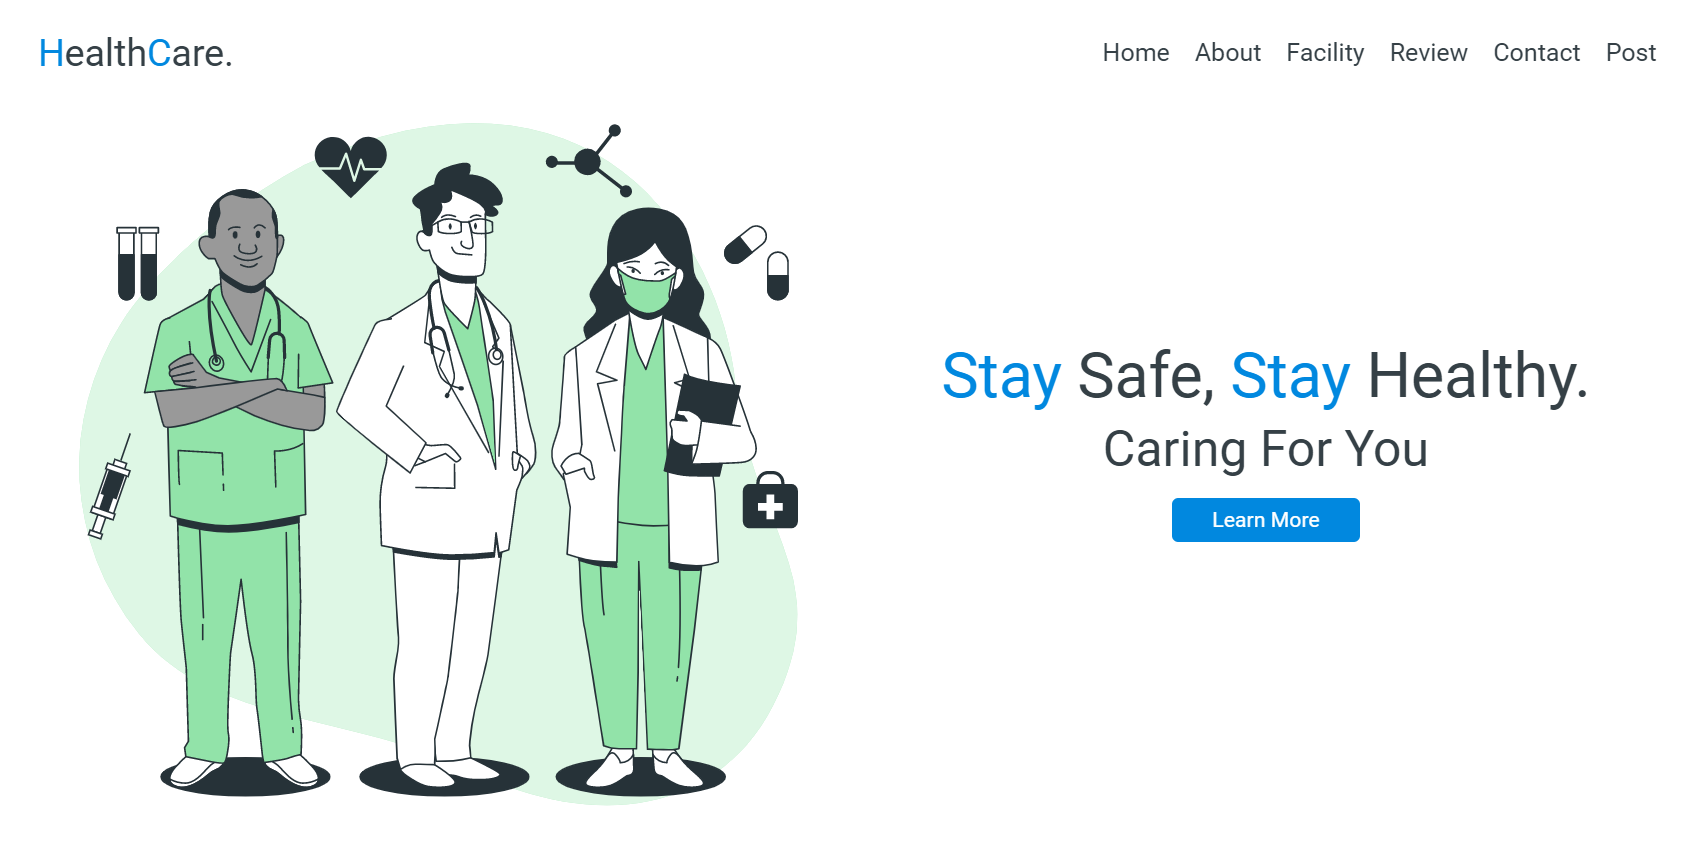 HealthCare.
Home About Facility Review Contact Post
Stay Safe, Stay Healthy.
Caring For You
Learn More